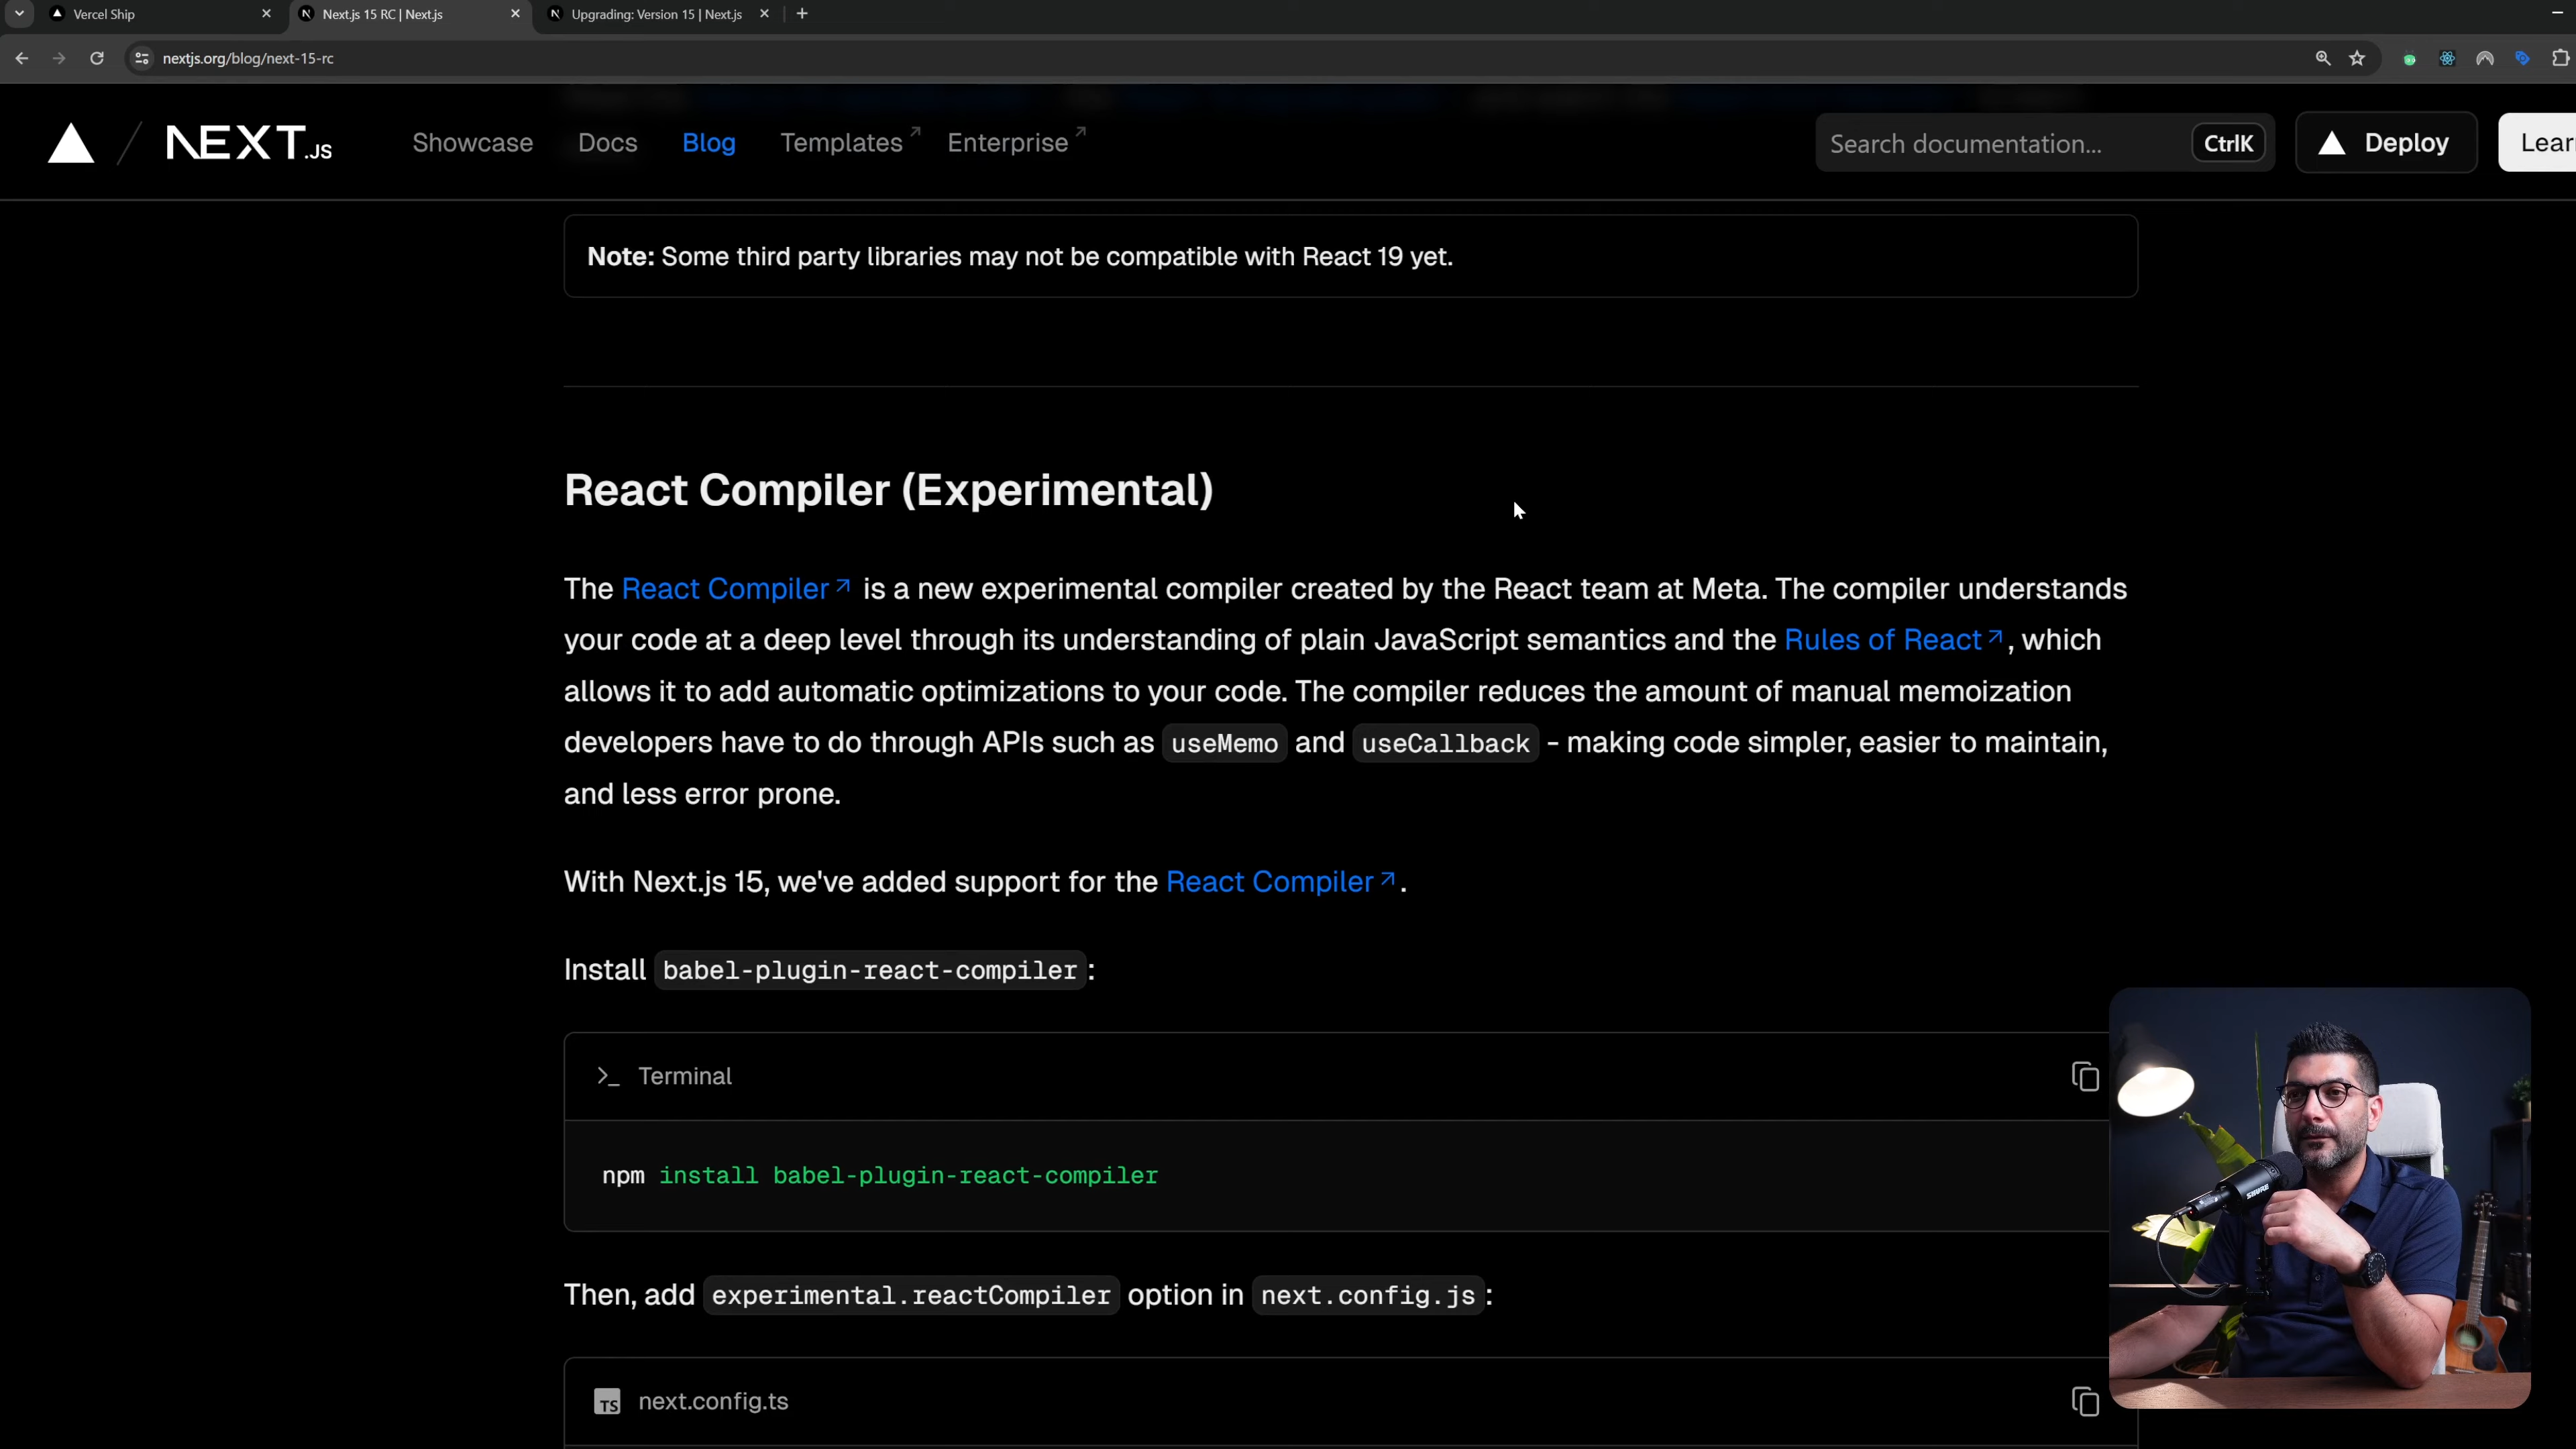 Vercel Ship
Next.js 15 RC | Next.js
Upgrading: Version 15 | Next.js
nextjs.org/blog/next-15-rc
NEXT.JS
Showcase
Docs
Blog
Templates
Enterprise
Search documentation...
CtrlK
Deploy
Note: Some third party libraries may not be compatible with React 19 yet.
React Compiler (Experimental)
The React Compiler is a new experimental compiler created by the React team at Meta. The compiler understands
your code at a deep level through its understanding of plain JavaScript semantics and the Rules of React, which
allows it to add automatic optimizations to your code. The compiler reduces the amount of manual memoization
developers have to do through APIs such as useMemo and useCallback - making code simpler, easier to maintain,
and less error prone.
With Next.js 15, we've added support for the React Compiler.
Install babel-plugin-react-compiler:
>_ Terminal
npm install babel-plugin-react-compiler
Then, add experimental.reactCompiler option in next.config.js:
TS next.config.ts
SHURE